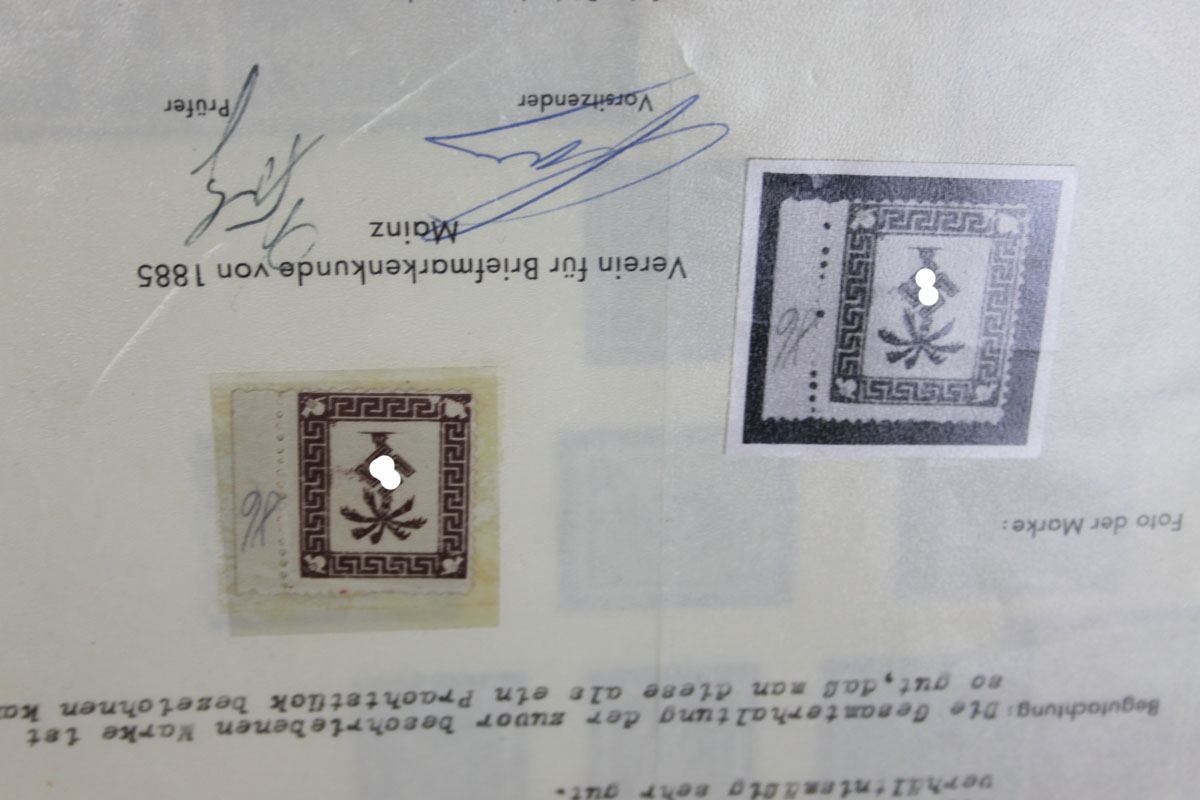 verhältnismäßig sehr gut.
Begutachtung: Die Gesamterhaltung der zuvor beschriebenen Marke ist
so gut, daß man diese als ein Prachtstück bezeichnen ka
Foto der Marke:
Verein für Briefmarkenkunde von 1885
Mainz
Vorsitzender Prüfer